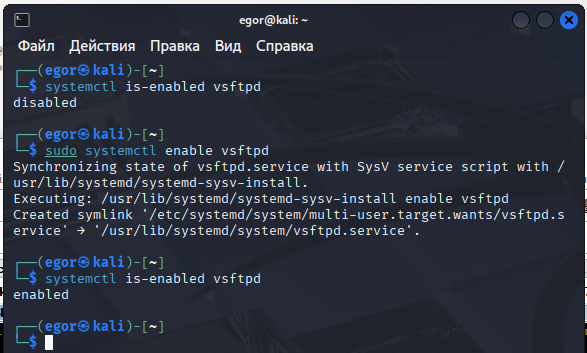 egor@kali: ~
Файл Действия Правка Вид Справка
┌──(egor㉿kali)-[~]
└─$ systemctl is-enabled vsftpd
disabled
┌──(egor㉿kali)-[~]
└─$ sudo systemctl enable vsftpd
Synchronizing state of vsftpd.service with SysV service script with /
usr/lib/systemd/systemd-sysv-install.
Executing: /usr/lib/systemd/systemd-sysv-install enable vsftpd
Created symlink '/etc/systemd/system/multi-user.target.wants/vsftpd.s
ervice' → '/usr/lib/systemd/system/vsftpd.service'.
┌──(egor㉿kali)-[~]
└─$ systemctl is-enabled vsftpd
enabled
┌──(egor㉿kali)-[~]
└─$